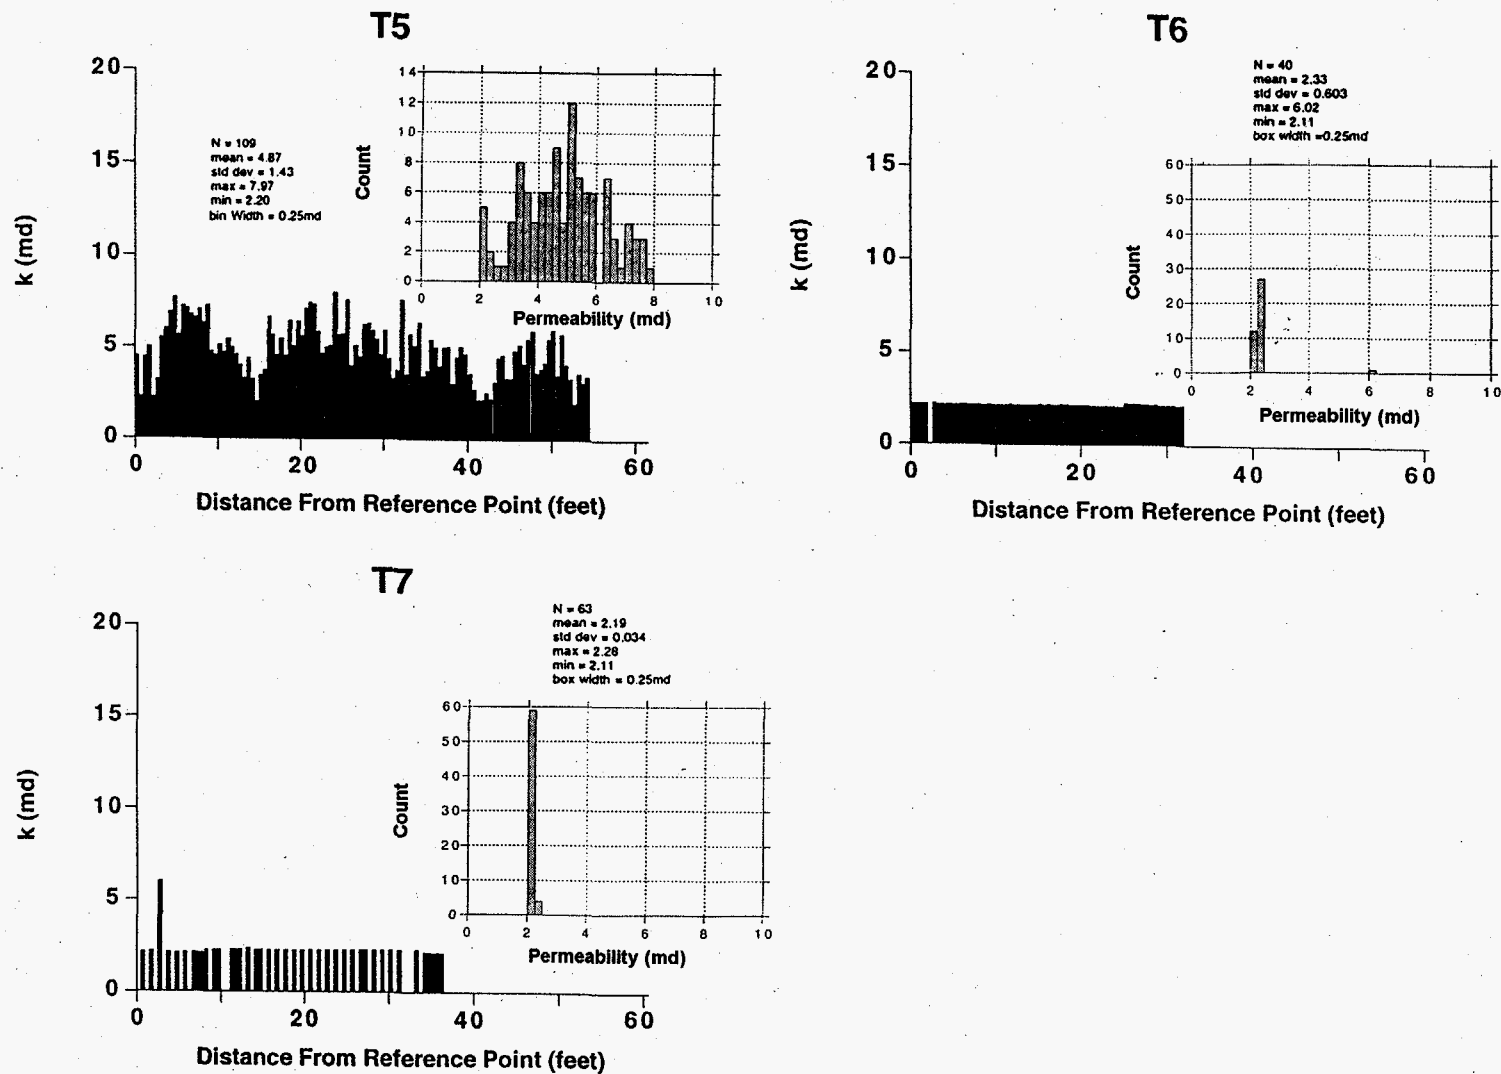 T5
20
15
10
5
0
k (md)
N = 109
mean = 4.87
std dev = 1.43
max = 7.97
min = 2.20
bin Width = 0.25md
14
12
10
8
6
4
2
0
Count
0 2 4 6 8 10
Permeability (md)
0 20 40 60
Distance From Reference Point (feet)
T6
20
15
10
5
0
k (md)
N = 40
mean = 2.33
std dev = 0.603
max = 6.02
min = 2.11
box width =0.25md
60
50
40
30
20
10
0
Count
0 2 4 6 8 10
Permeability (md)
0 20 40 60
Distance From Reference Point (feet)
T7
20
15
10
5
0
k (md)
N = 63
mean = 2.19
std dev = 0.034
max = 2.28
min = 2.11
box width = 0.25md
60
50
40
30
20
10
0
Count
0 2 4 6 8 10
Permeability (md)
0 20 40 60
Distance From Reference Point (feet)